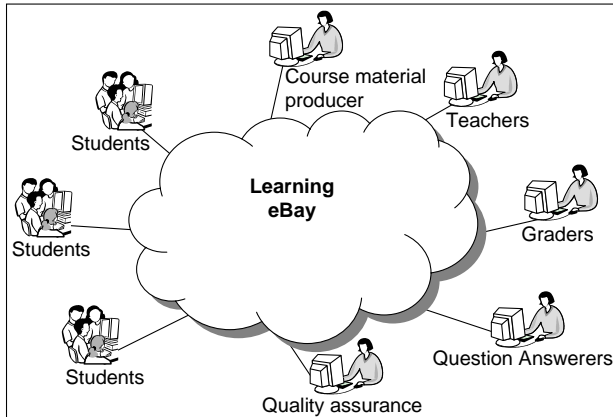 Course material
producer
Students
Teachers
Learning
eBay
Students
Graders
Students
Question Answerers
Quality assurance